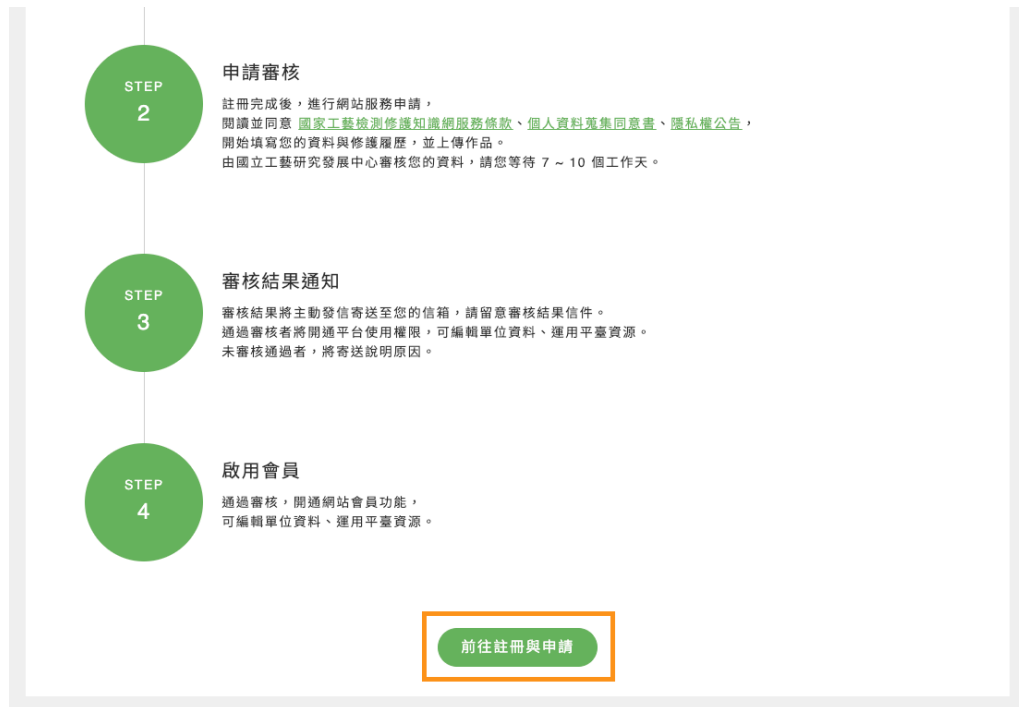 STEP
2
申請審核
註冊完成後，進行網站服務申請，
閱讀並同意 國家工藝檢測修護知識網服務條款、個人資料蒐集同意書、隱私權公告，
開始填寫您的資料與修護履歷，並上傳作品。
由國立工藝研究發展中心審核您的資料，請您等待 7 ~ 10 個工作天。
STEP
3
審核結果通知
審核結果將主動發信寄送至您的信箱，請留意審核結果信件。
通過審核者將開通平台使用權限，可編輯單位資料、運用平臺資源。
未審核通過者，將寄送說明原因。
STEP
4
啟用會員
通過審核，開通網站會員功能，
可編輯單位資料、運用平臺資源。
前往註冊與申請